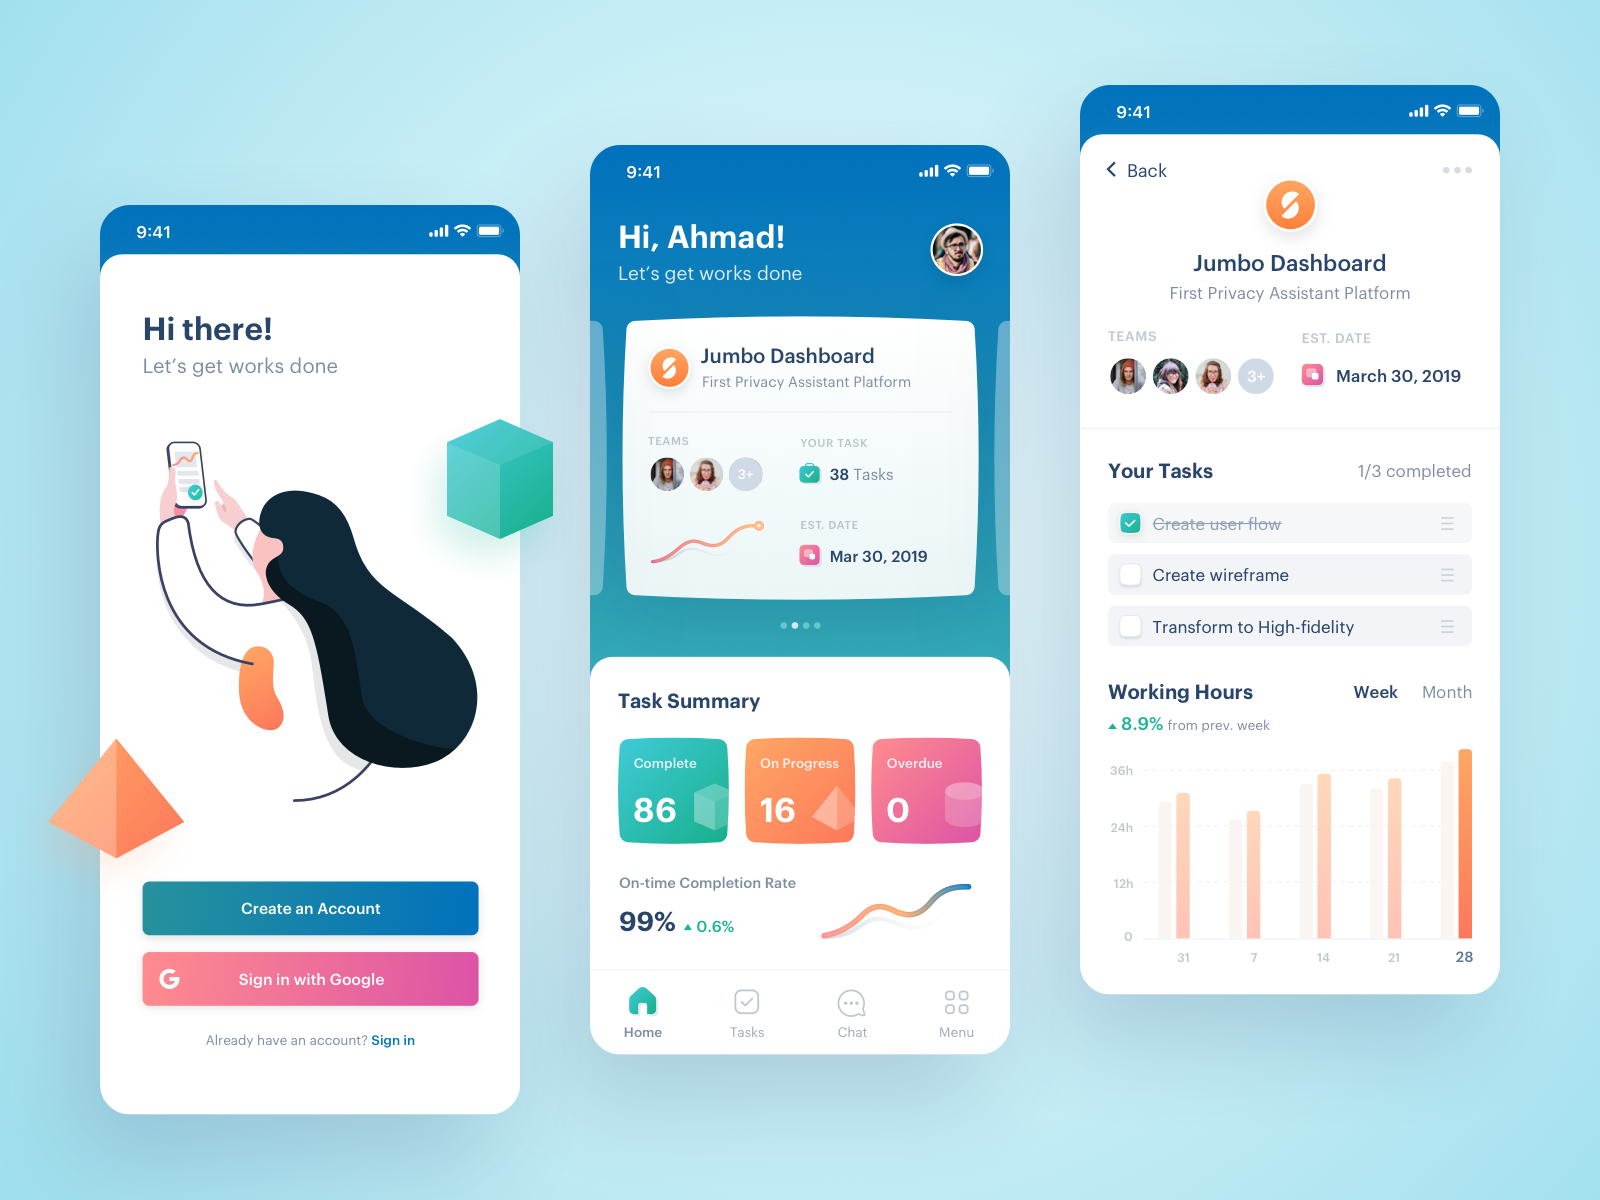 9:41
Hi there!
Let's get works done
Create an Account
G Sign in with Google
Already have an account? Sign in
9:41
Hi, Ahmad!
Let's get works done
Jumbo Dashboard
First Privacy Assistant Platform
TEAMS
3+
YOUR TASK
38 Tasks
EST. DATE
Mar 30, 2019
Task Summary
Complete
86
On Progress
16
Overdue
0
On-time Completion Rate
99% 0.6%
Home
Tasks
Chat
Menu
9:41
Back
Jumbo Dashboard
First Privacy Assistant Platform
TEAMS
3+
EST. DATE
March 30, 2019
Your Tasks
1/3 completed
Create user flow
Create wireframe
Transform to High-fidelity
Working Hours
Week
Month
8.9% from prev. week
36h
24h
12h
0
31
7
14
21
28